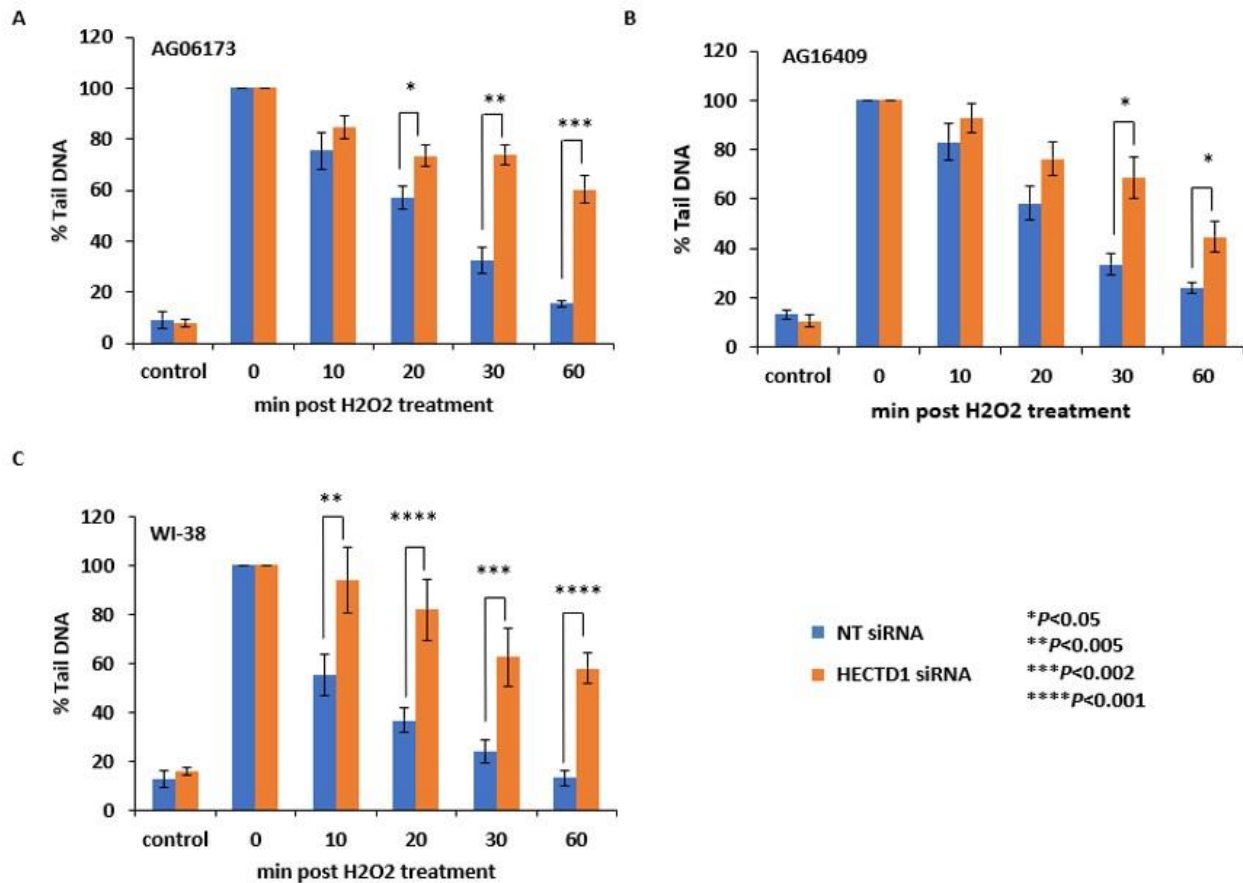 A
AG06173
% Tail DNA
120
100
80
60
40
20
0
*
**
***
control 0 10 20 30 60
min post H2O2 treatment
B
AG16409
% Tail DNA
120
100
80
60
40
20
0
*
*
control 0 10 20 30 60
min post H2O2 treatment
C
WI-38
% Tail DNA
120
100
80
60
40
20
0
**
****
***
****
control 0 10 20 30 60
min post H2O2 treatment
NT siRNA
HECTD1 siRNA
*P<0.05
**P<0.005
***P<0.002
****P<0.001